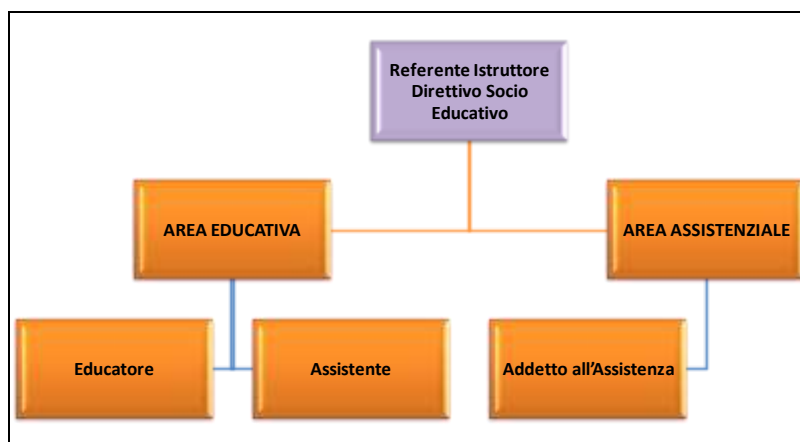 Referente Istruttore
Direttivo Socio
Educativo
AREA EDUCATIVA
AREA ASSISTENZIALE
Educatore
Assistente
Addetto all’Assistenza